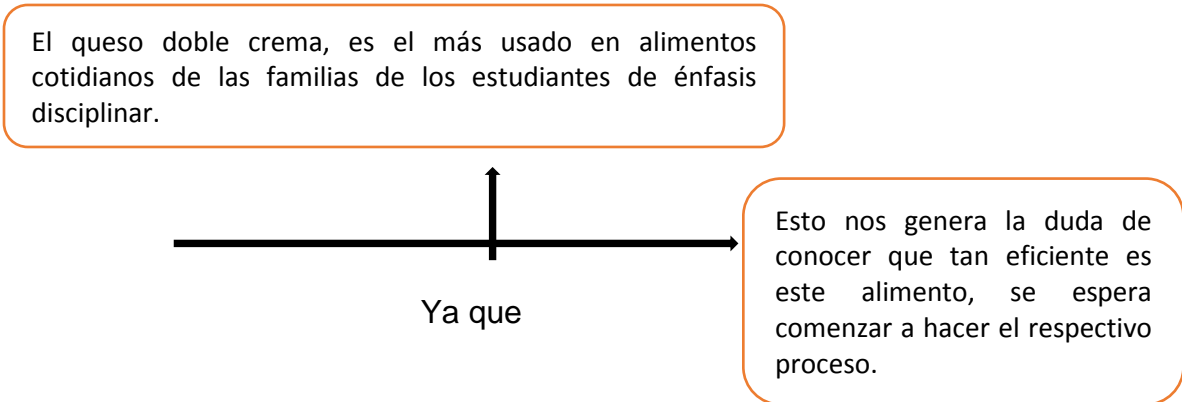 El queso doble crema, es el más usado en alimentos
cotidianos de las familias de los estudiantes de énfasis
disciplinar.
Ya que
Esto nos genera la duda de
conocer que tan eficiente es
este alimento, se espera
comenzar a hacer el respectivo
proceso.